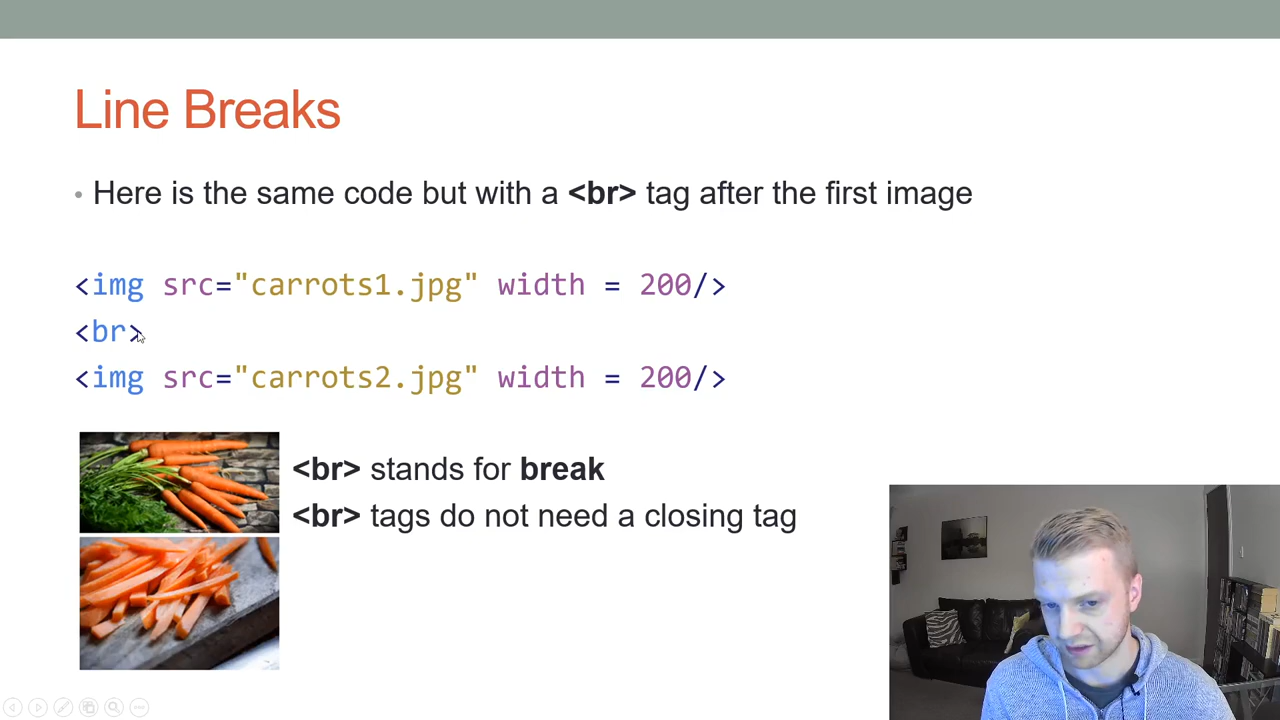 Line Breaks
• Here is the same code but with a <br> tag after the first image
<img src="carrots1.jpg" width = 200/>
<br>
<img src="carrots2.jpg" width = 200/>
<br> stands for break
<br> tags do not need a closing tag